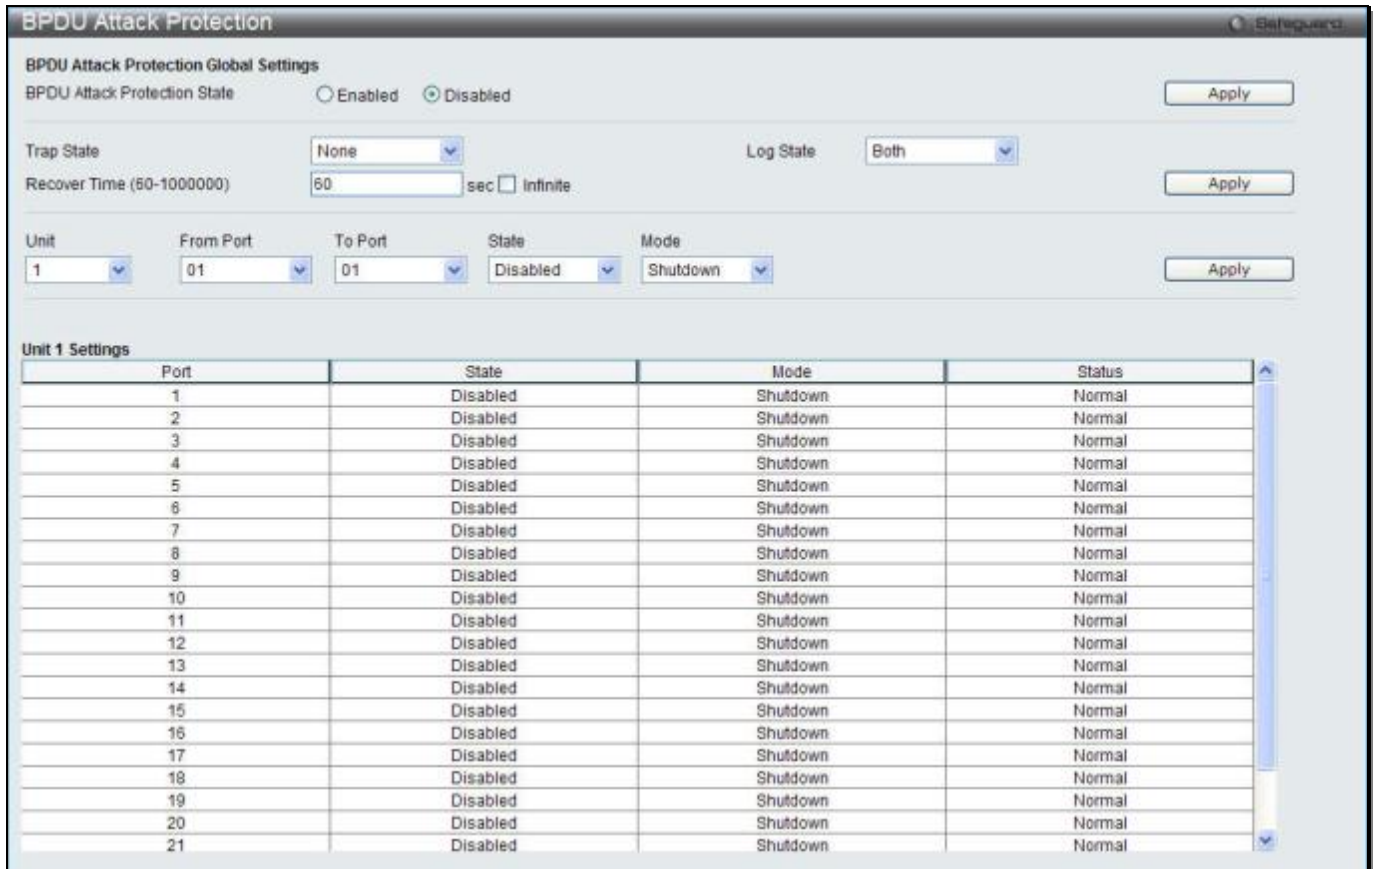 BPDU Attack Protection
Safeguard
BPDU Attack Protection Global Settings
BPDU Attack Protection State Enabled Disabled Apply
Trap State None Log State Both
Recover Time (60-1000000) 60 sec Infinite Apply
Unit From Port To Port State Mode
1 01 01 Disabled Shutdown Apply
Unit 1 Settings
Port State Mode Status
1 Disabled Shutdown Normal
2 Disabled Shutdown Normal
3 Disabled Shutdown Normal
4 Disabled Shutdown Normal
5 Disabled Shutdown Normal
6 Disabled Shutdown Normal
7 Disabled Shutdown Normal
8 Disabled Shutdown Normal
9 Disabled Shutdown Normal
10 Disabled Shutdown Normal
11 Disabled Shutdown Normal
12 Disabled Shutdown Normal
13 Disabled Shutdown Normal
14 Disabled Shutdown Normal
15 Disabled Shutdown Normal
16 Disabled Shutdown Normal
17 Disabled Shutdown Normal
18 Disabled Shutdown Normal
19 Disabled Shutdown Normal
20 Disabled Shutdown Normal
21 Disabled Shutdown Normal